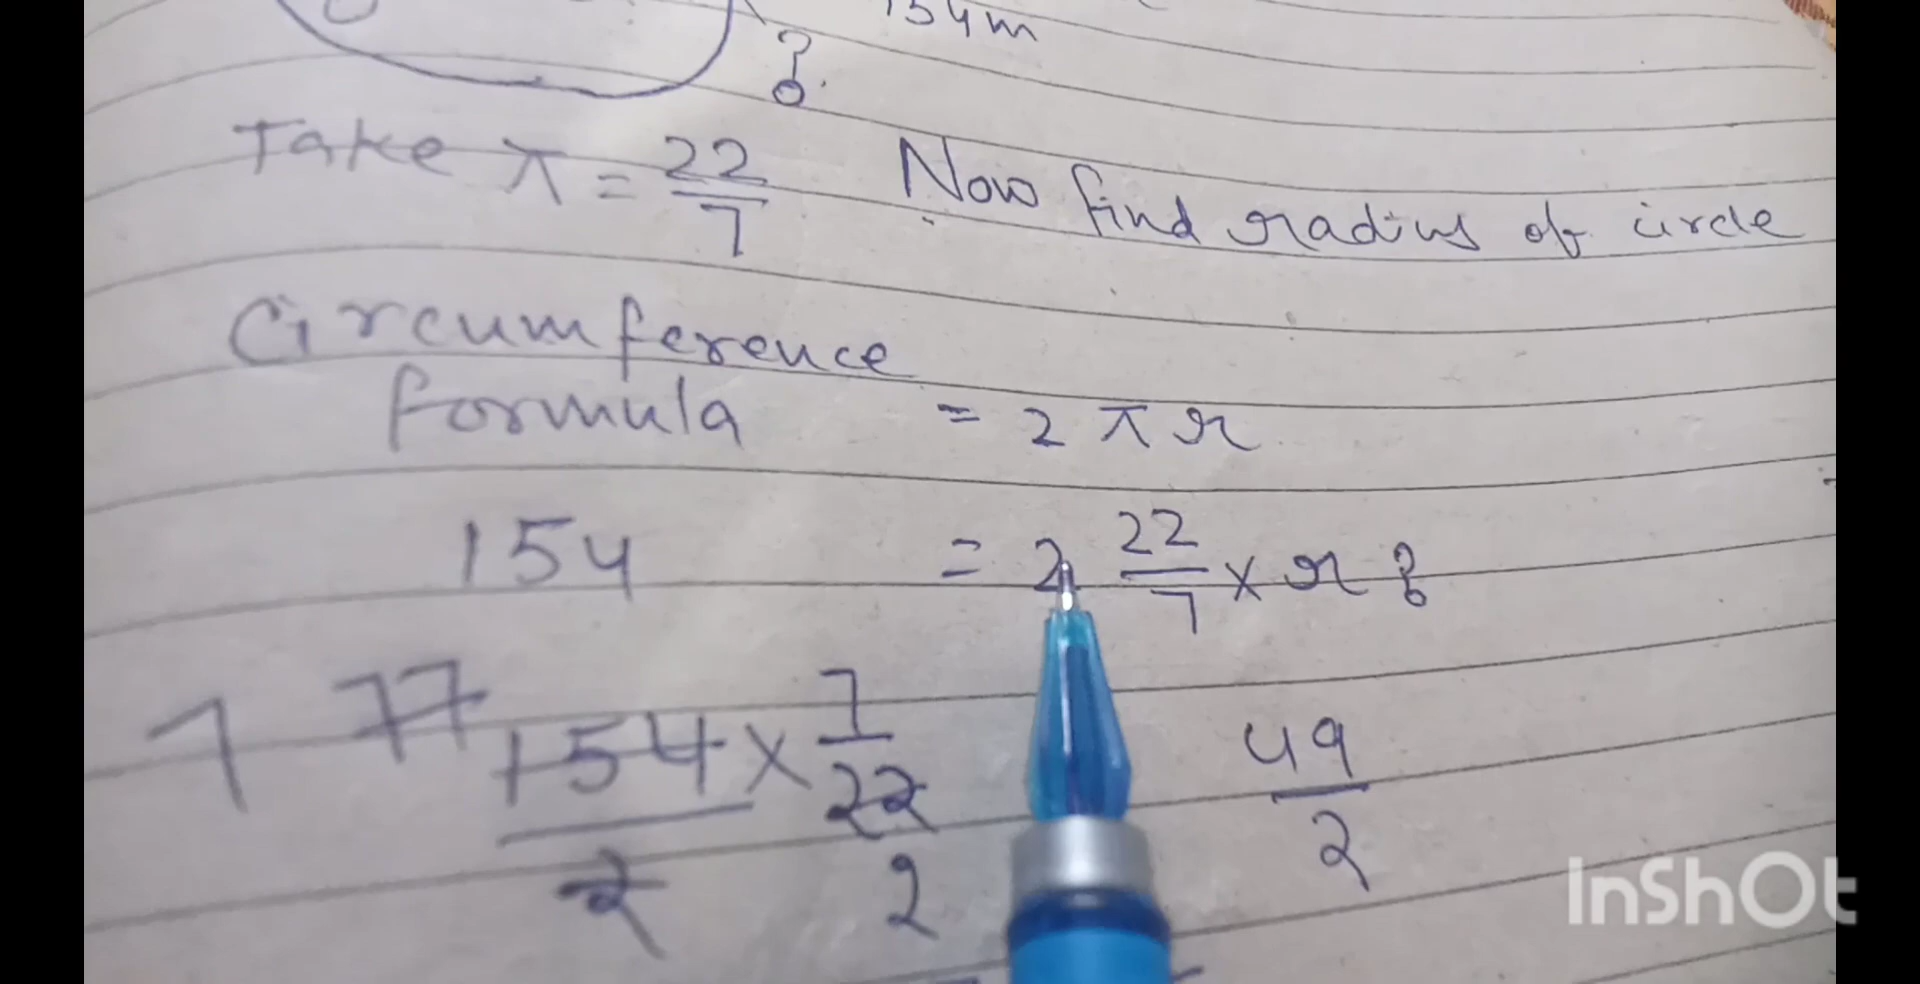 154m
?
Take π = 22/7 Now find radius of circle
Circumference
formula = 2 π r
154 = 2 22/7 × r ?
7 77 154/2 × 7/22 49/2
2
InShOt